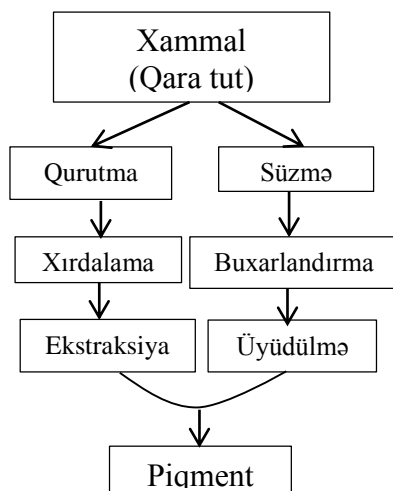 Xammal
(Qara tut)
Qurutma
Süzmə
Xırdalama
Buxarlandırma
Ekstraksiya
Üyüdülmə
Piqment